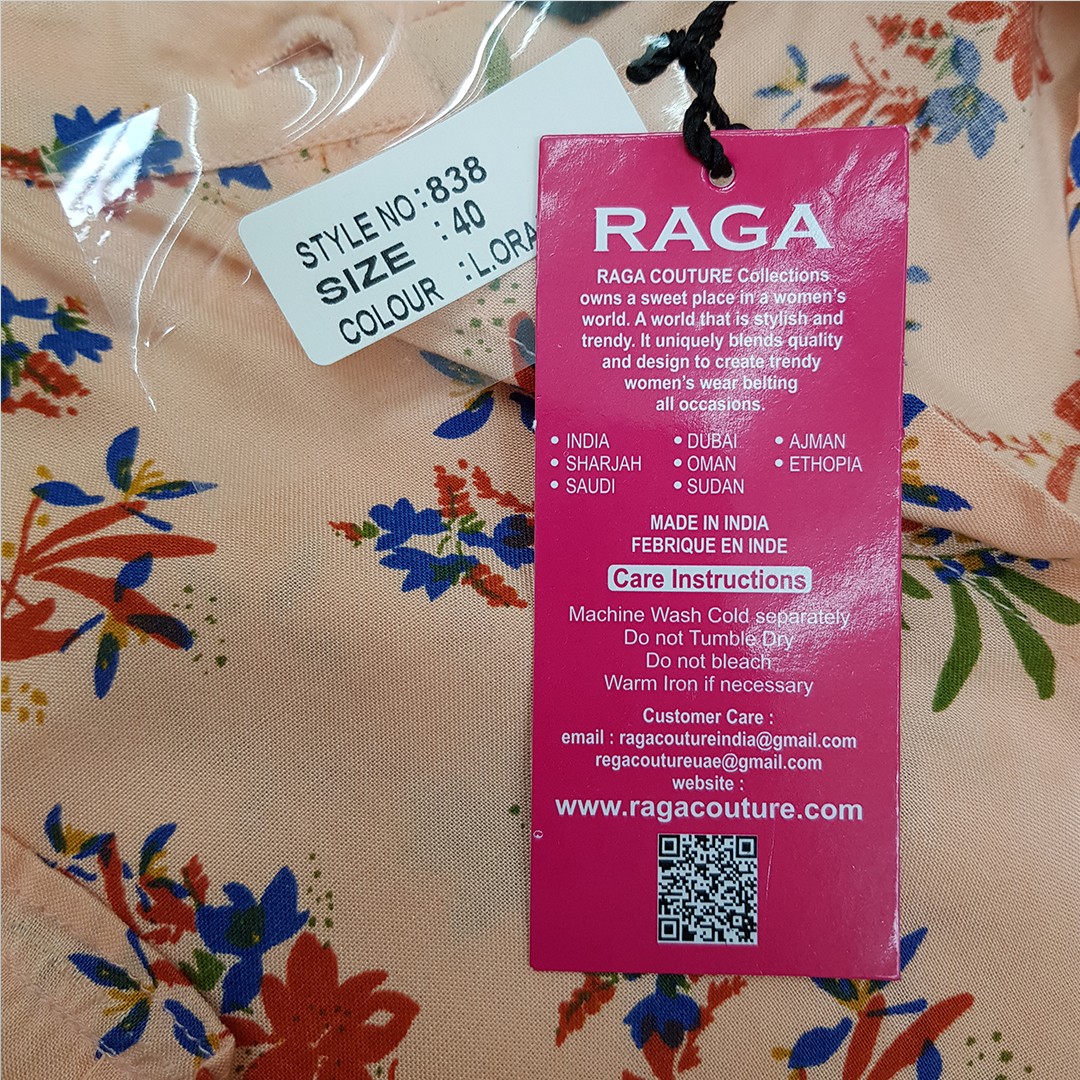 STYLE NO :838
SIZE :40
COLOUR :L.ORA
RAGA
RAGA COUTURE Collections
owns a sweet place in a women's
world. A world that is stylish and
trendy. It uniquely blends quality
and design to create trendy
women's wear belting
all occasions.
• INDIA • DUBAI • AJMAN
• SHARJAH • OMAN • ETHOPIA
• SAUDI • SUDAN
MADE IN INDIA
FEBRIQUE EN INDE
Care Instructions
Machine Wash Cold separately
Do not Tumble Dry
Do not bleach
Warm Iron if necessary
Customer Care :
email : ragacoutureindia@gmail.com
regacoutureuae@gmail.com
website :
www.ragacouture.com